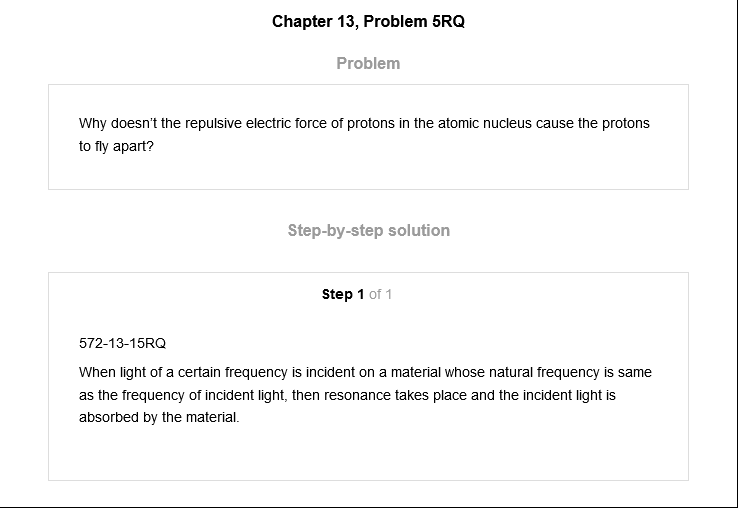 Chapter 13, Problem 5RQ
Problem
Why doesn't the repulsive electric force of protons in the atomic nucleus cause the protons
to fly apart?
Step-by-step solution
Step 1 of 1
572-13-15RQ
When light of a certain frequency is incident on a material whose natural frequency is same
as the frequency of incident light, then resonance takes place and the incident light is
absorbed by the material.